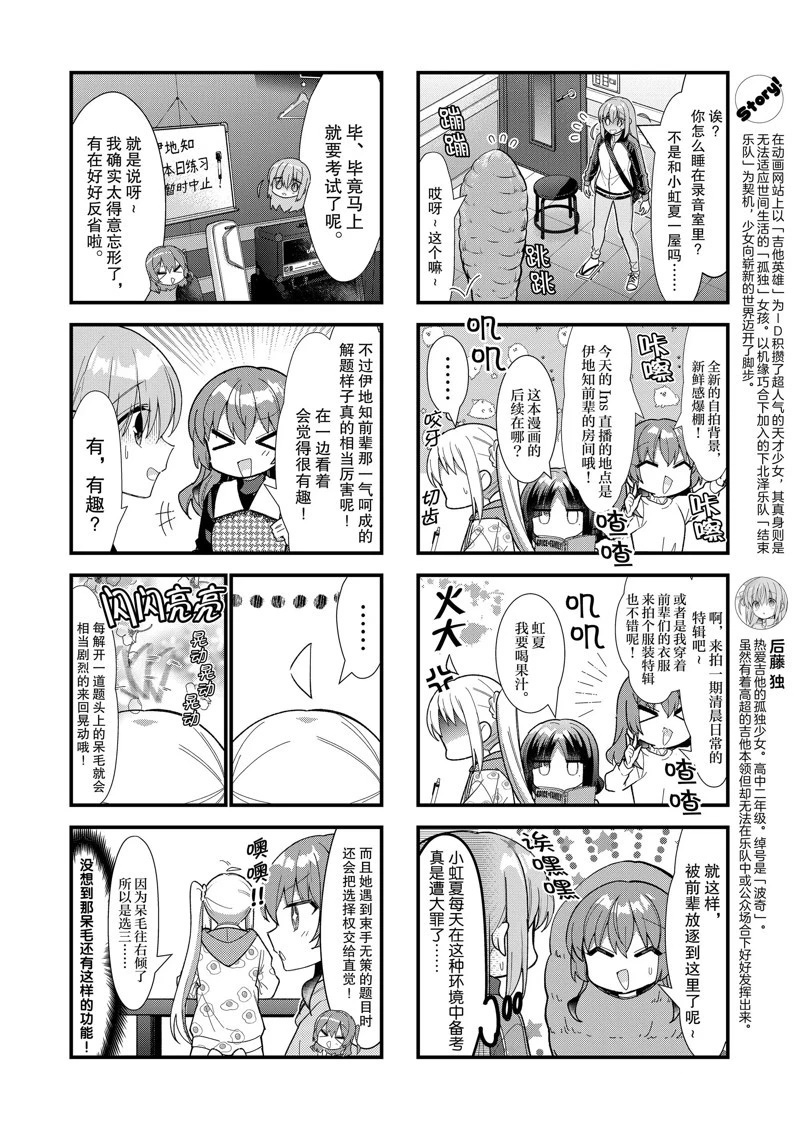 Story!
在动画网站上以「吉他英雄」为ID积攒了超人气的天才少女，其真身则是
无法适应世间生活的「孤独」女孩。以机缘巧合下加入的下北泽乐队「结束
乐队」为契机，少女向崭新的世界迈开了脚步。
后藤 独
热爱吉他的孤独少女。高中二年级。绰号是「波奇」。
虽然有着高超的吉他本领但却无法在乐队中或公众场合下好好发挥出来。
诶？
你怎么睡在录音室里？
不是和小虹夏一屋吗……
蹦
蹦
哎呀～这个嘛～
跳
跳
全新的自拍背景，
新鲜感爆棚！
咔嚓
咔嚓
今天的 Ins 直播的地点是
伊地知前辈的房间哦！
喳
喳
这本漫画的
后续在哪？
叽
叽
……
咬牙
切齿
啊，来拍一期清晨日常的
特辑吧～
或者是我穿着
前辈们的衣服
来拍个服装特辑
也不错呢！
喳
喳
叽
叽
虹夏
我要喝果汁。
火
大
就这样，
被前辈放逐到这里了呢～
诶嘿嘿
小虹夏每天在这种环境中备考
真是遭大罪了……
毕、毕竟马上
就要考试了呢。
伊地知
本日练习
暂时中止！
就是说呀～
我确实太得意忘形了，
有在好好反省啦。
不过伊地知前辈那一气呵成的
解题样子真的相当厉害呢！
在一边看着
会觉得很有趣！
有，有趣？
……
闪闪亮亮
晃动
晃动
晃动
每解开一道题头上的呆毛就会
相当剧烈的来回晃动哦！
而且她遇到束手无策的题目时
还会把选择权交给直觉！
噢噢!!
因为呆毛往右倾了
所以是选三……
没想到那呆毛还有这样的功能！